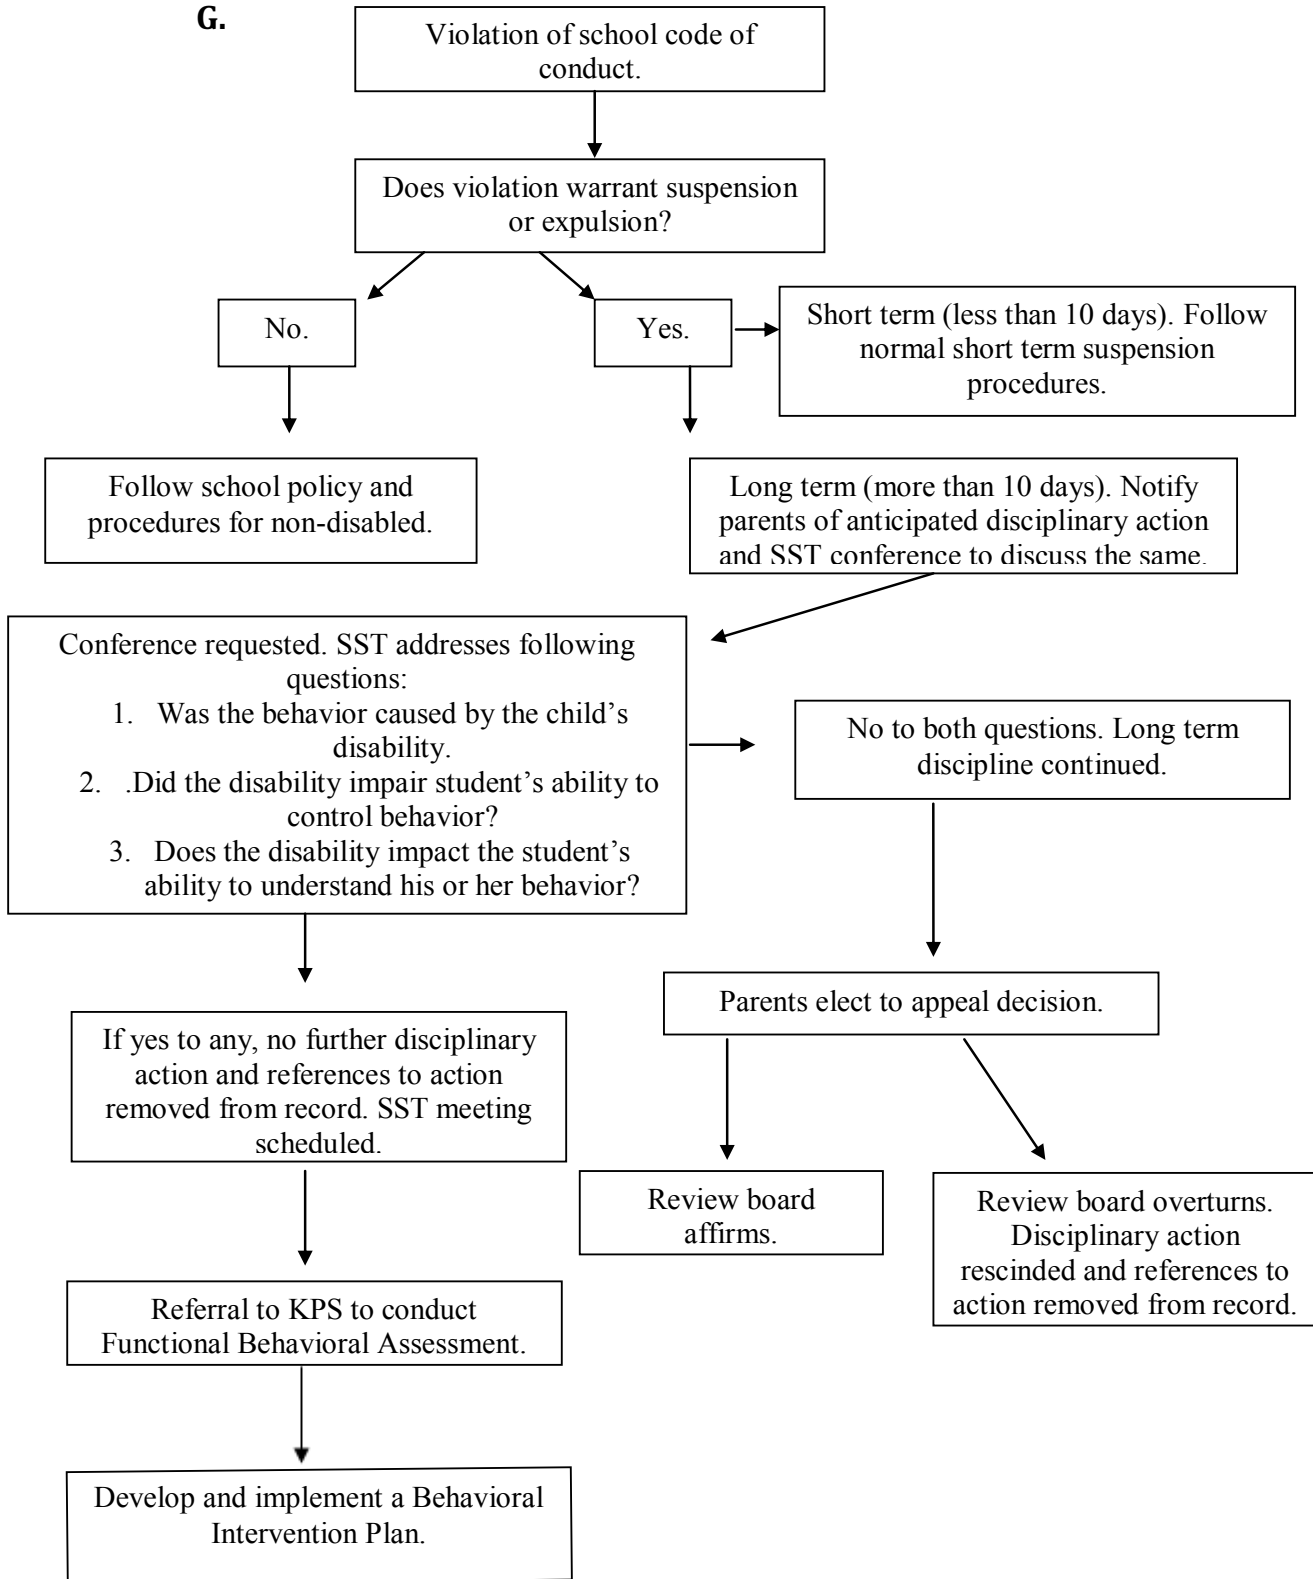 G.
Violation of school code of
conduct.
Does violation warrant suspension
or expulsion?
No.
Yes.
Short term (less than 10 days). Follow
normal short term suspension
procedures.
Follow school policy and
procedures for non-disabled.
Long term (more than 10 days). Notify
parents of anticipated disciplinary action
and SST conference to discuss the same.
Conference requested. SST addresses following
questions:
1. Was the behavior caused by the child’s
disability.
2. .Did the disability impair student’s ability to
control behavior?
3. Does the disability impact the student’s
ability to understand his or her behavior?
No to both questions. Long term
discipline continued.
Parents elect to appeal decision.
If yes to any, no further disciplinary
action and references to action
removed from record. SST meeting
scheduled.
Review board
affirms.
Review board overturns.
Disciplinary action
rescinded and references to
action removed from record.
Referral to KPS to conduct
Functional Behavioral Assessment.
Develop and implement a Behavioral
Intervention Plan.